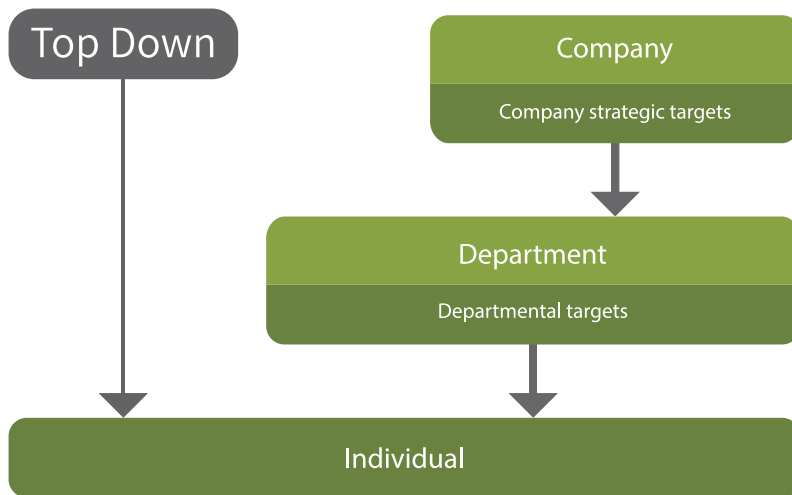 Top Down
Company
Company strategic targets
Department
Departmental targets
Individual